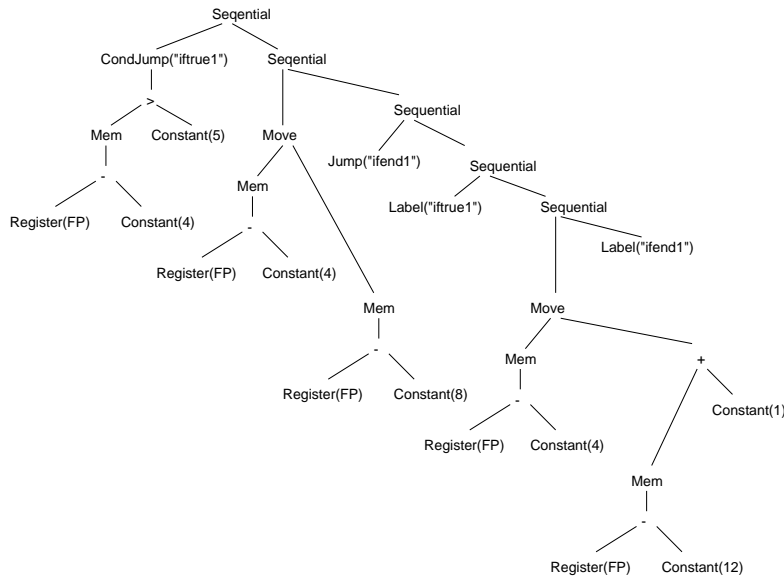 Seqential
CondJump("iftrue1") Seqential
> Sequential
Mem Constant(5) Move
Jump("ifend1") Sequential
- Mem
Label("iftrue1") Sequential
Register(FP) Constant(4) -
Label("ifend1")
Register(FP) Constant(4)
Mem Move
- Mem +
Register(FP) Constant(8) - Constant(1)
Register(FP) Constant(4)
Mem
-
Register(FP) Constant(12)